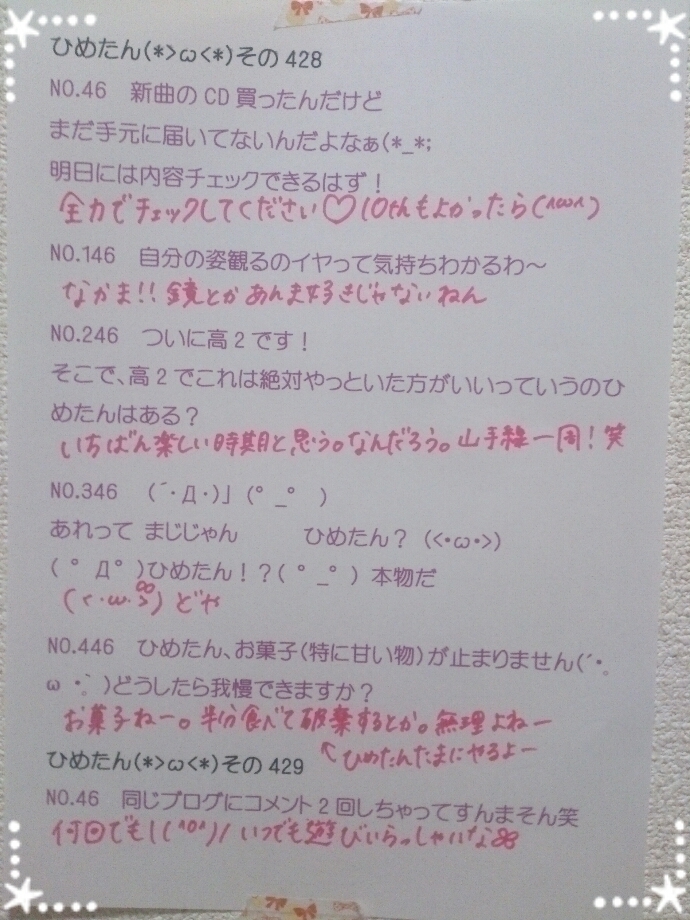 ひめたん(*>ω<*)その428
NO.46　新曲のCD買ったんだけど
まだ手元に届いてないんだよなぁ(*_*;
明日には内容チェックできるはず！
全力でチェックしてください♡10thもよかったら(^ω^)
NO.146　自分の姿観るのイヤって気持ちわかるわ～
なかま!!鏡とかあんま好きじゃないねん
NO.246　ついに高2です！
そこで、高2でこれは絶対やっといた方がいいっていうのひ
めたんはある？
いちばん楽しい時期と思う。なんだろう。山手線一周！笑
NO.346　(´・Д・)」(°_°　)
あれって まじじゃん　　　ひめたん？ (<・ω・>)
(　°Д°)ひめたん！？(°_°) 本物だ
(<・ω・>) どや
NO.446　ひめたん、お菓子(特に甘い物)が止まりません(´・。
ω・`。)どうしたら我慢できますか？
お菓子ねー。半分食べて破棄するとか。無理よねー
↖ひめたんたまにやるよー
ひめたん(*>ω<*)その429
NO.46　同じブログにコメント2回しちゃってすんまそん笑
何回でも!(^o^)/いつでも遊びいらっしゃいな